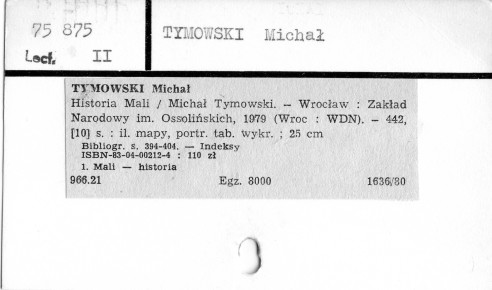 75 875
TYMOWSKI Michał
Lect. II
TYMOWSKI Michał
Historia Mali / Michał Tymowski. — Wrocław : Zakład
Narodowy im. Ossolińskich, 1979 (Wroc : WDN). — 442,
[10] s. : il. mapy, portr. tab. wykr. ; 25 cm
Bibliogr. s. 394-404. — Indeksy
ISBN-83-04-00212-4 : 110 zł
1. Mali — historia
966.21 Egz. 8000 1636/80